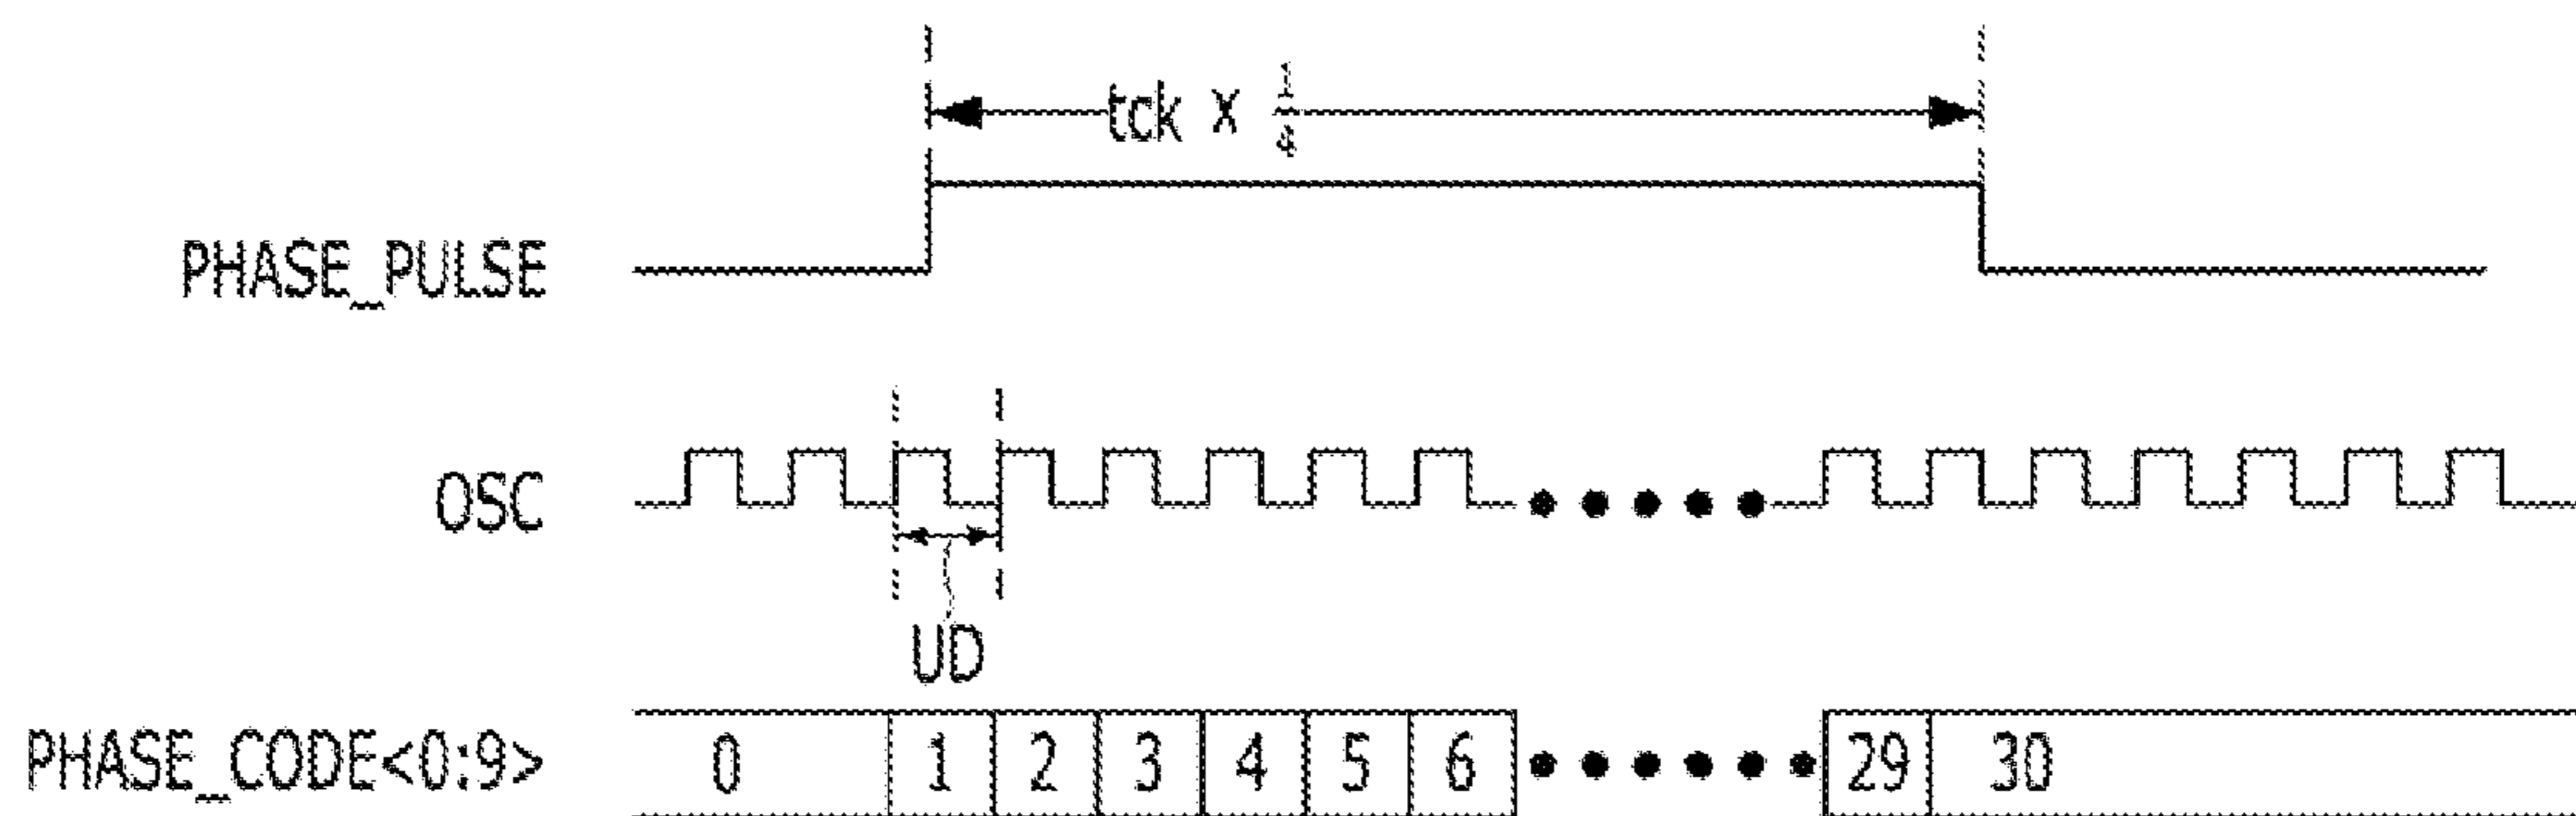 tck X 1/4
PHASE_PULSE
OSC
UD
PHASE_CODE<0:9> 0 1 2 3 4 5 6 29 30